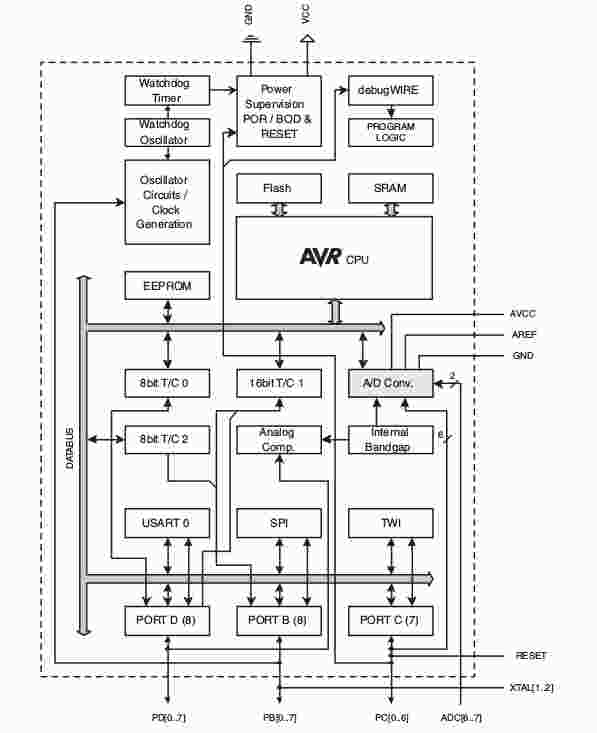 GND
VCC
Watchdog
Timer
Power
Supervision
POR / BOD &
RESET
debugWIRE
Watchdog
Oscillator
PROGRAM
LOGIC
Oscillator
Circuits /
Clock
Generation
Flash
SRAM
AVR CPU
EEPROM
AVCC
AREF
GND
8bit T/C 0
16bit T/C 1
A/D Conv.
2
DATABUS
8bit T/C 2
Analog
Comp.
Internal
Bandgap
6
USART 0
SPI
TWI
PORT D (8)
PORT B (8)
PORT C (7)
RESET
XTAL[1..2]
PD[0..7]
PB[0..7]
PC[0..6]
ADC[6..7]